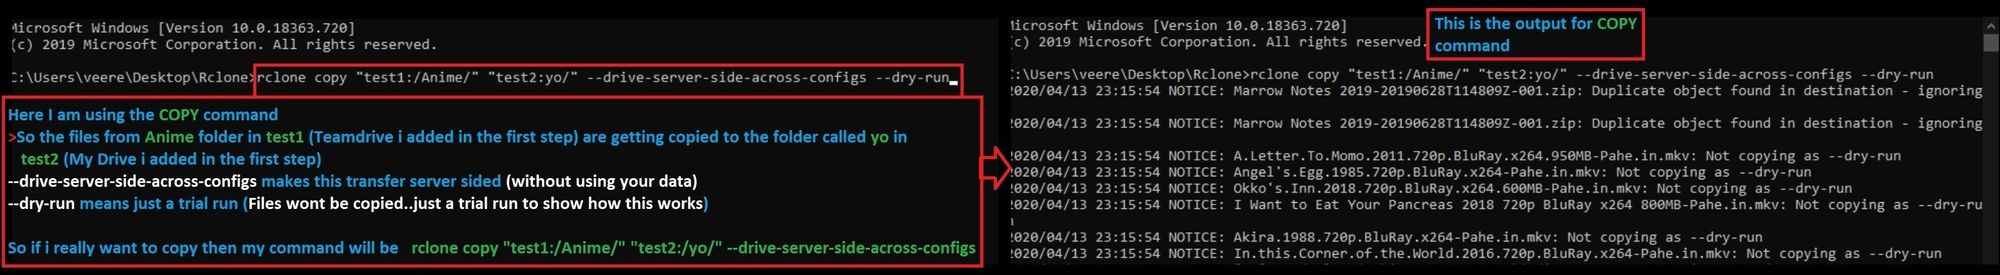 Microsoft Windows [Version 10.0.18363.720]
(c) 2019 Microsoft Corporation. All rights reserved.
C:\Users\veere\Desktop\Rclone>rclone copy "test1:/Anime/" "test2:yo/" --drive-server-side-across-configs --dry-run
Here I am using the COPY command
>So the files from Anime folder in test1 (Teamdrive i added in the first step) are getting copied to the folder called yo in
test2 (My Drive i added in the first step)
--drive-server-side-across-configs makes this transfer server sided (without using your data)
--dry-run means just a trial run (Files wont be copied..just a trial run to show how this works)
So if i really want to copy then my command will be rclone copy "test1:/Anime/" "test2:/yo/" --drive-server-side-across-configs
Microsoft Windows [Version 10.0.18363.720]
(c) 2019 Microsoft Corporation. All rights reserved.
This is the output for COPY
command
C:\Users\veere\Desktop\Rclone>rclone copy "test1:/Anime/" "test2:yo/" --drive-server-side-across-configs --dry-run
2020/04/13 23:15:54 NOTICE: Marrow Notes 2019-20190628T114809Z-001.zip: Duplicate object found in destination - ignoring
2020/04/13 23:15:54 NOTICE: Marrow Notes 2019-20190628T114809Z-001.zip: Duplicate object found in destination - ignoring
2020/04/13 23:15:54 NOTICE: A.Letter.To.Momo.2011.720p.BluRay.x264.950MB-Pahe.in.mkv: Not copying as --dry-run
2020/04/13 23:15:54 NOTICE: Angel's.Egg.1985.720p.BluRay.x264-Pahe.in.mkv: Not copying as --dry-run
2020/04/13 23:15:54 NOTICE: Okko's.Inn.2018.720p.BluRay.x264.600MB-Pahe.in.mkv: Not copying as --dry-run
2020/04/13 23:15:54 NOTICE: I Want to Eat Your Pancreas 2018 720p BluRay x264 800MB-Pahe.in.mkv: Not copying as --dry-ru
n
2020/04/13 23:15:54 NOTICE: Akira.1988.720p.BluRay.x264-Pahe.in.mkv: Not copying as --dry-run
2020/04/13 23:15:54 NOTICE: In.this.Corner.of.the.World.2016.720p.BluRay.x264-Pahe.in.mkv: Not copying as --dry-run